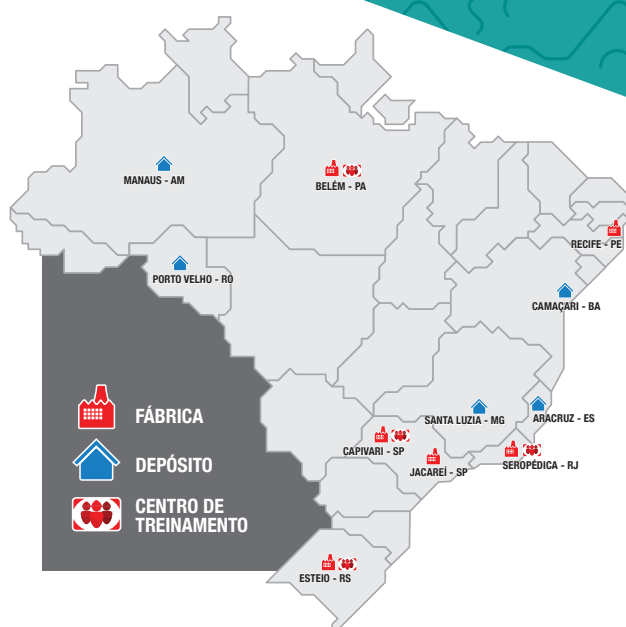 MANAUS - AM
BELÉM - PA
RECIFE - PE
PORTO VELHO - RO
CAMAÇARI - BA
SANTA LUZIA - MG
ARACRUZ - ES
CAPIVARI - SP
JACAREÍ - SP
SEROPÉDICA - RJ
ESTEIO - RS
FÁBRICA
DEPÓSITO
CENTRO DE
TREINAMENTO